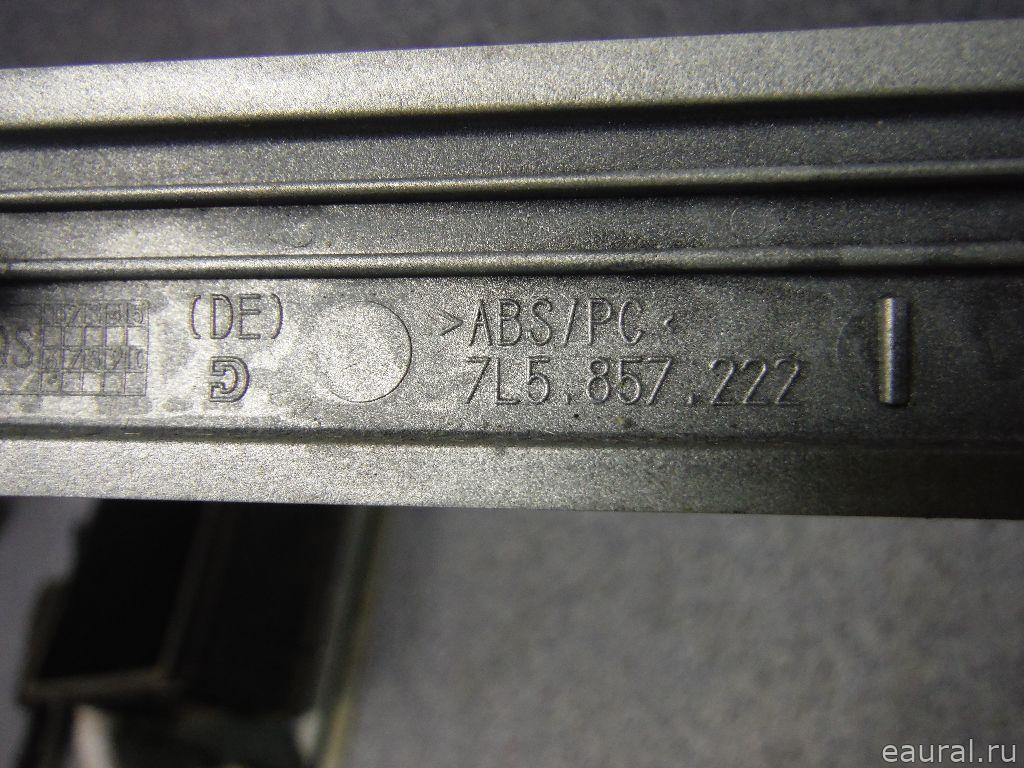 (DE)
>ABS/PC<
7L5.857.222
eaural.ru